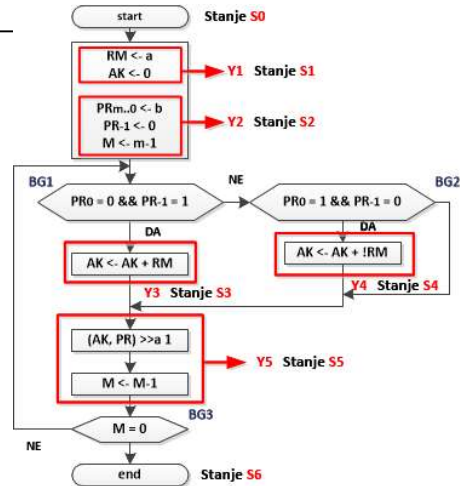 start
Stanje S0
RM <- a
AK <- 0
Y1 Stanje S1
PRm..0 <- b
PR-1 <- 0
M <- m-1
Y2 Stanje S2
BG1
NE
BG2
PR0 = 0 && PR-1 = 1
PR0 = 1 && PR-1 = 0
DA
DA
AK <- AK + RM
AK <- AK + !RM
Y3 Stanje S3
Y4 Stanje S4
(AK, PR) >>a 1
Y5 Stanje S5
M <- M-1
BG3
M = 0
NE
end
Stanje S6